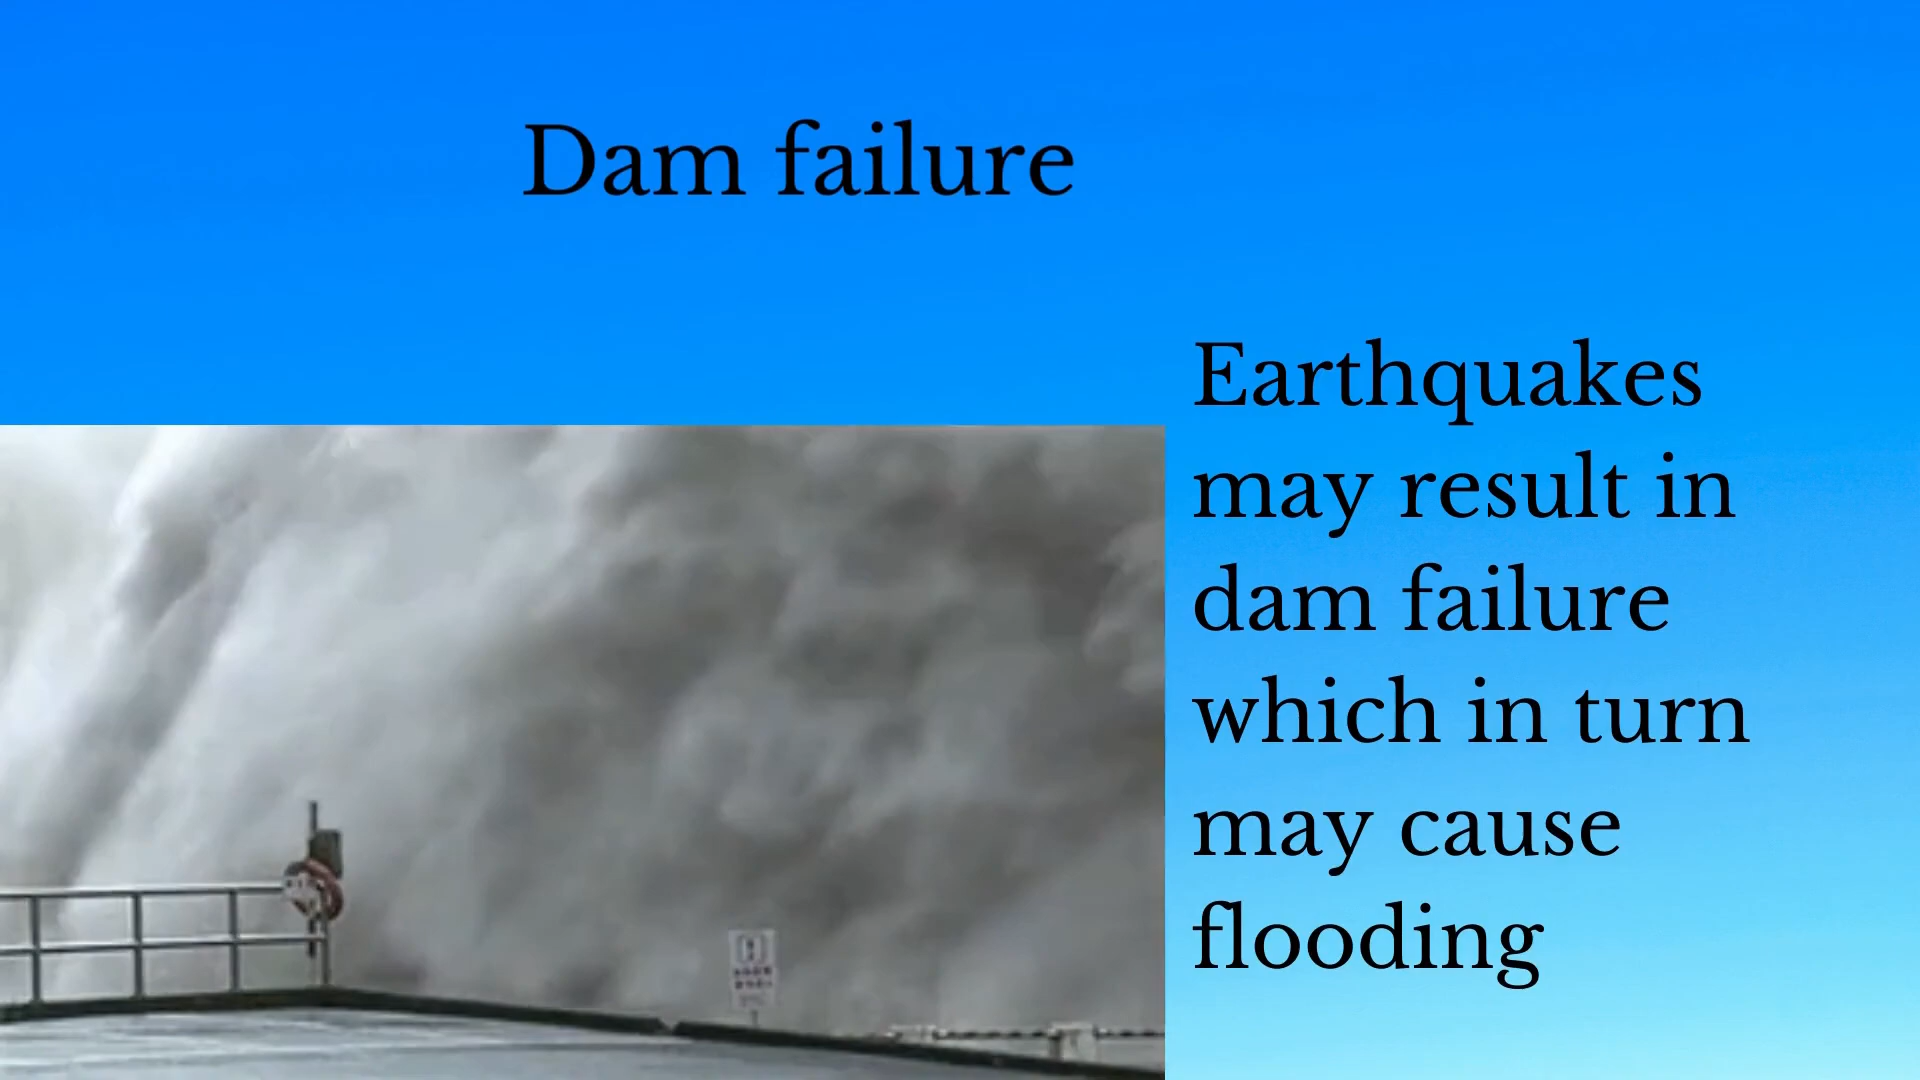 Dam failure
Earthquakes
may result in
dam failure
which in turn
may cause
flooding